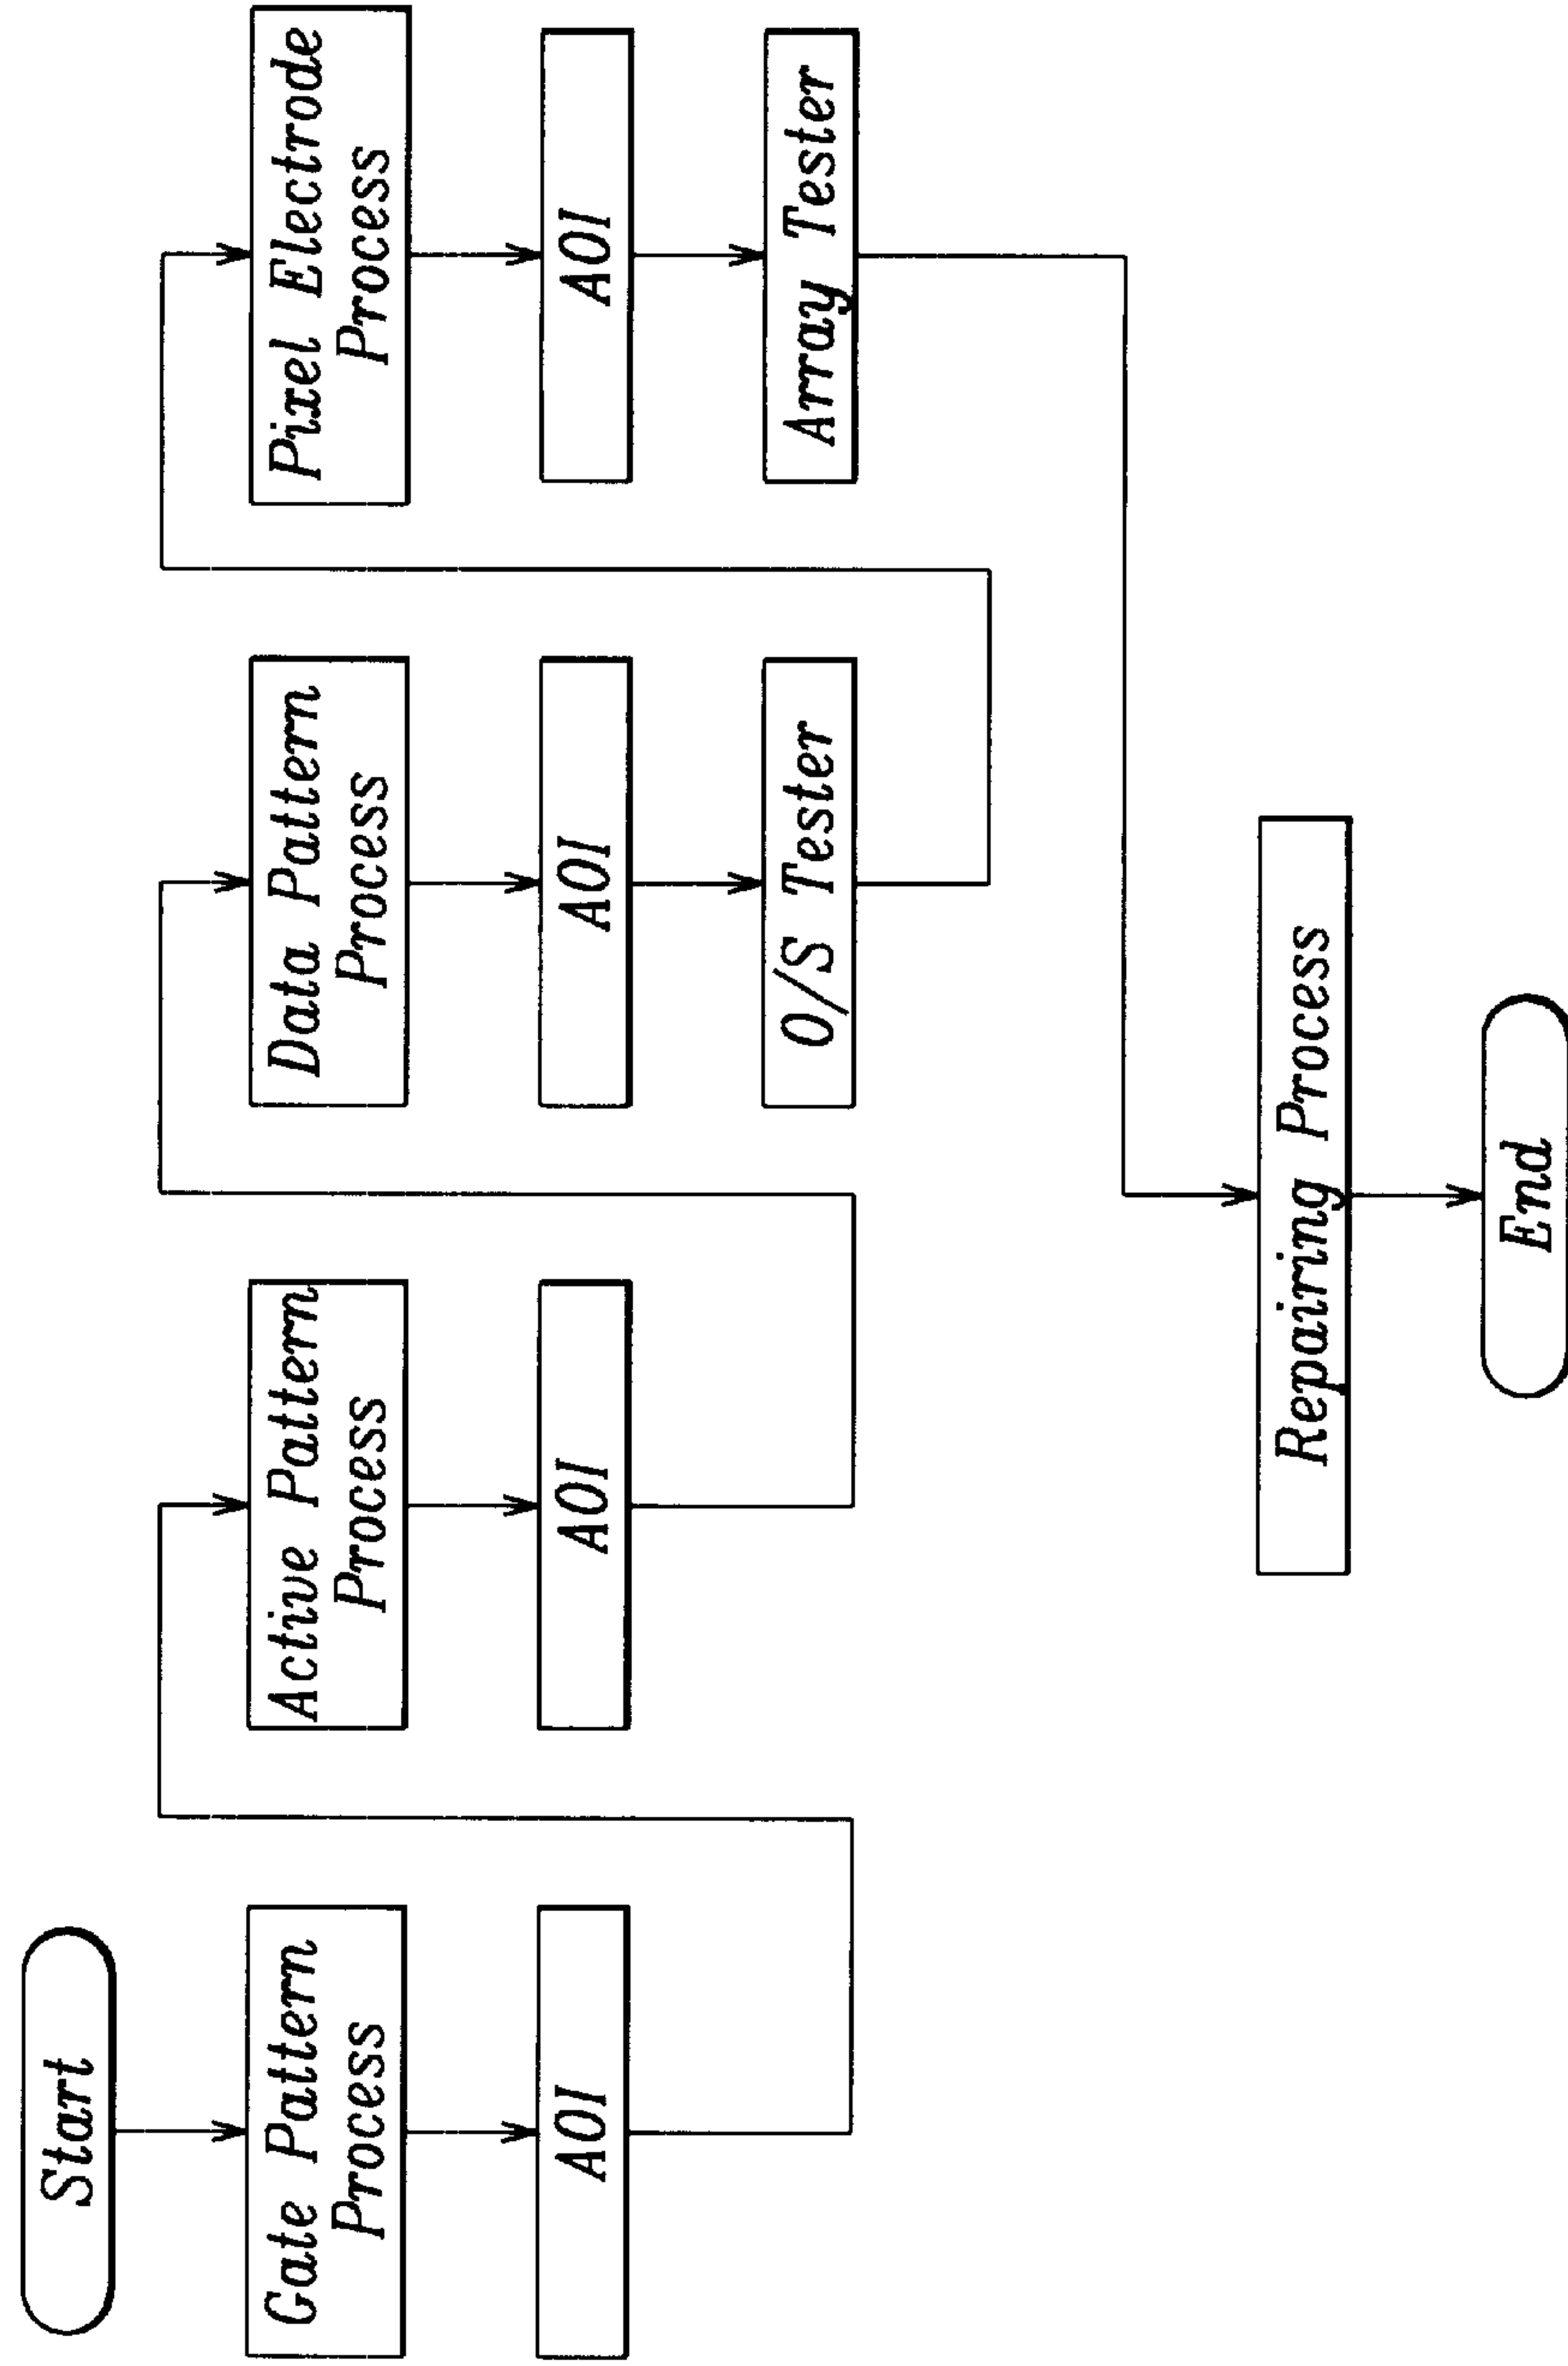 Start
Gate Pattern
Process
AOI
Active Pattern
Process
AOI
Data Pattern
Process
AOI
O/S Tester
Pixel Electrode
Process
AOI
Array Tester
Repairing Process
End